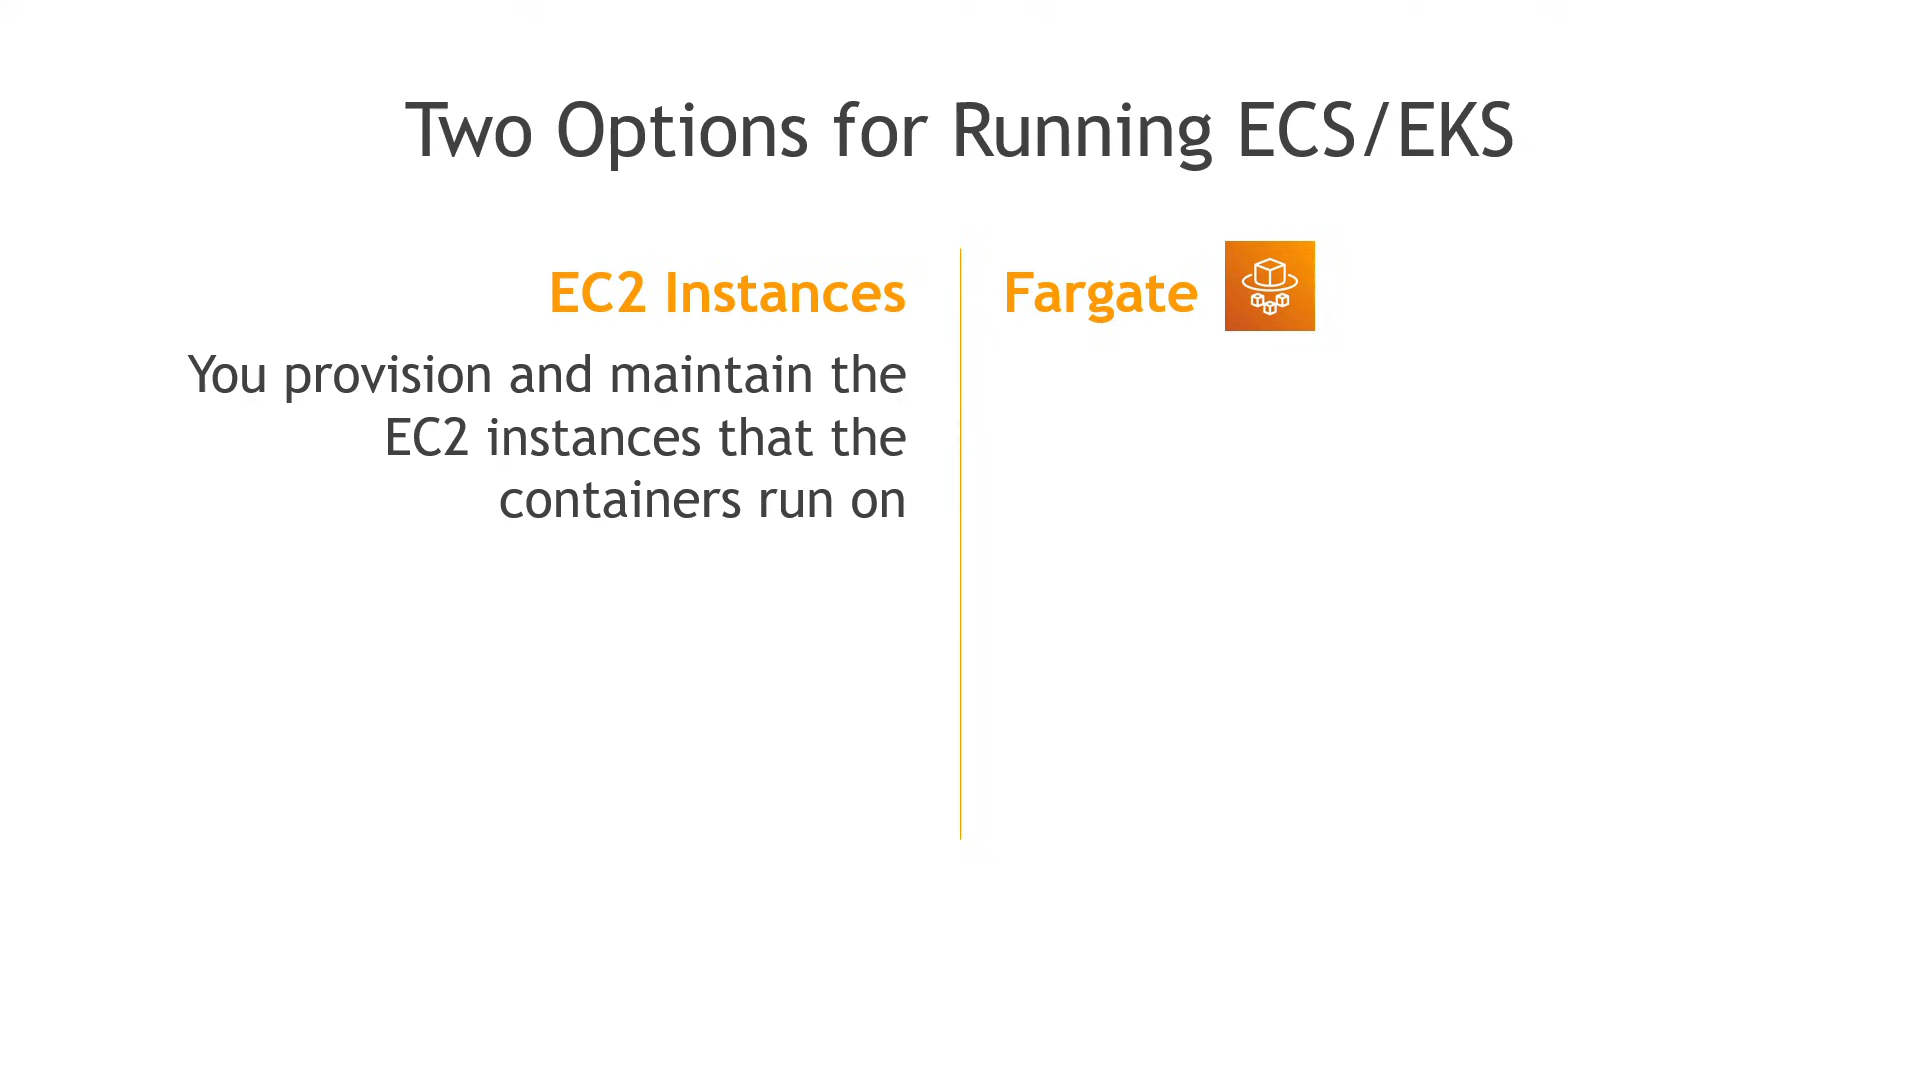 Two Options for Running ECS/EKS
EC2 Instances
You provision and maintain the
EC2 instances that the
containers run on
Fargate